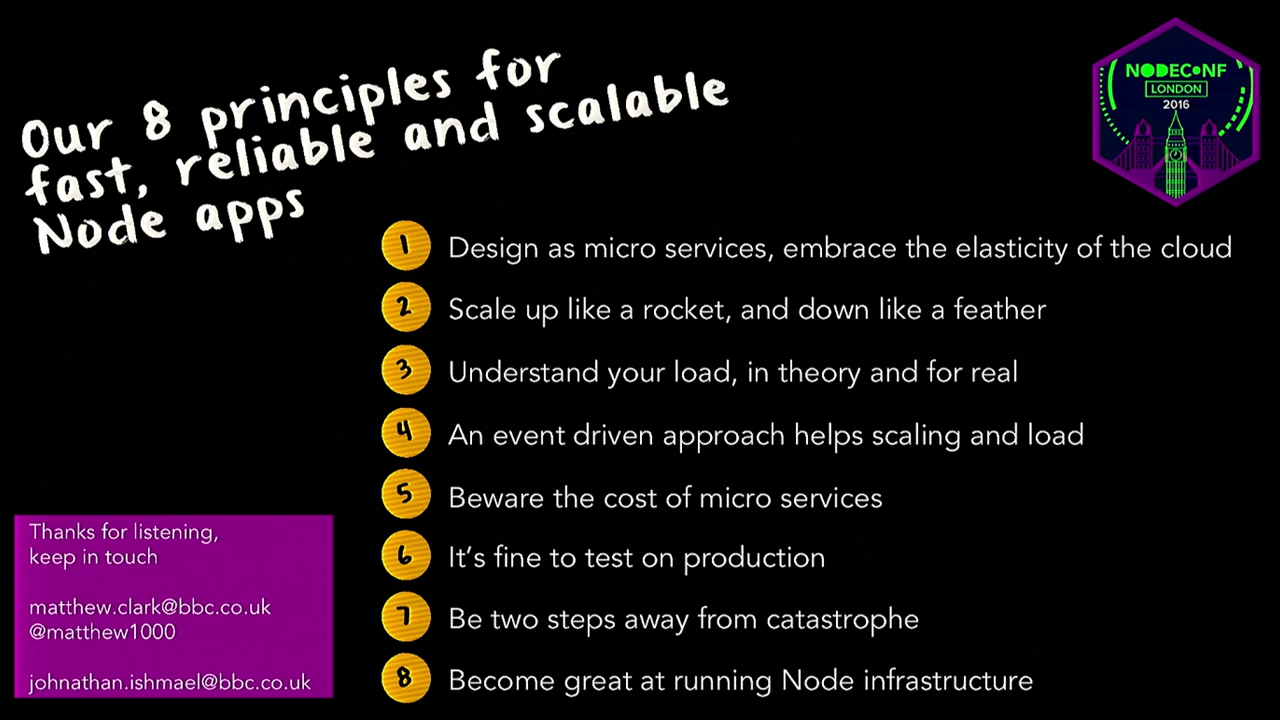 Our 8 principles for
fast, reliable and scalable
Node apps
NODECONF
LONDON
2016
1 Design as micro services, embrace the elasticity of the cloud
2 Scale up like a rocket, and down like a feather
3 Understand your load, in theory and for real
4 An event driven approach helps scaling and load
5 Beware the cost of micro services
6 It's fine to test on production
7 Be two steps away from catastrophe
8 Become great at running Node infrastructure
Thanks for listening,
keep in touch
matthew.clark@bbc.co.uk
@matthew1000
johnathan.ishmael@bbc.co.uk